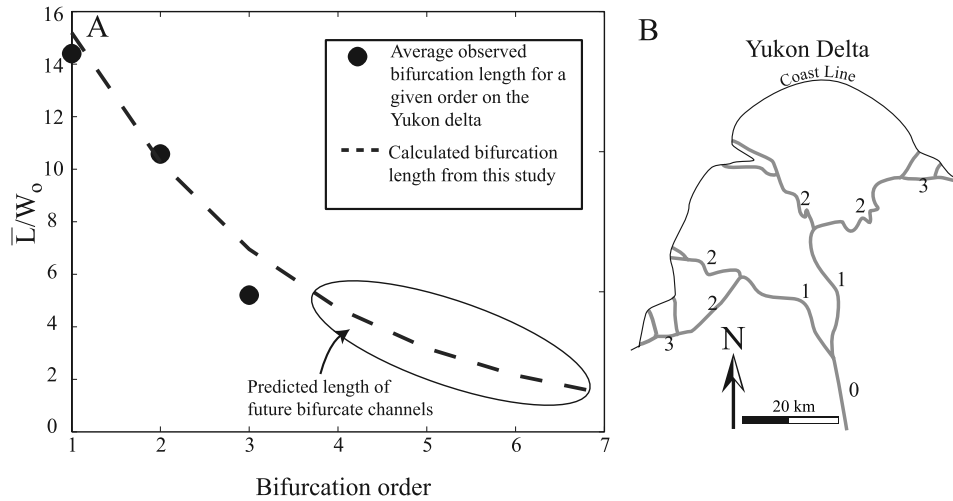 A
16
14
12
10
8
6
4
2
0
L̅/Wₒ
1
2
3
4
5
6
7
Bifurcation order
Average observed
bifurcation length for a
given order on the
Yukon delta
Calculated bifurcation
length from this study
Predicted length of
future bifurcate channels
B
Yukon Delta
Coast Line
3
2
2
2
1
1
2
3
N
0
20 km